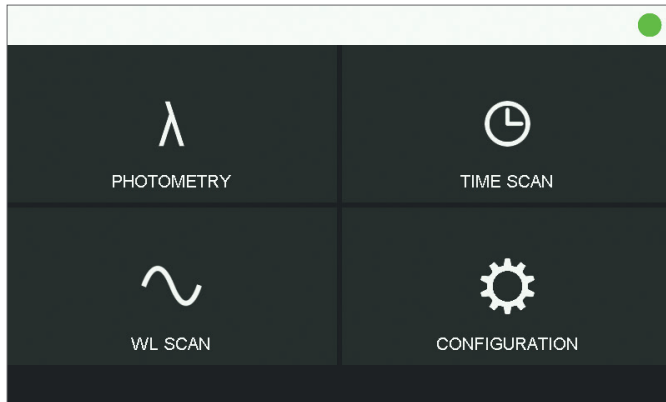 λ
PHOTOMETRY
TIME SCAN
WL SCAN
CONFIGURATION